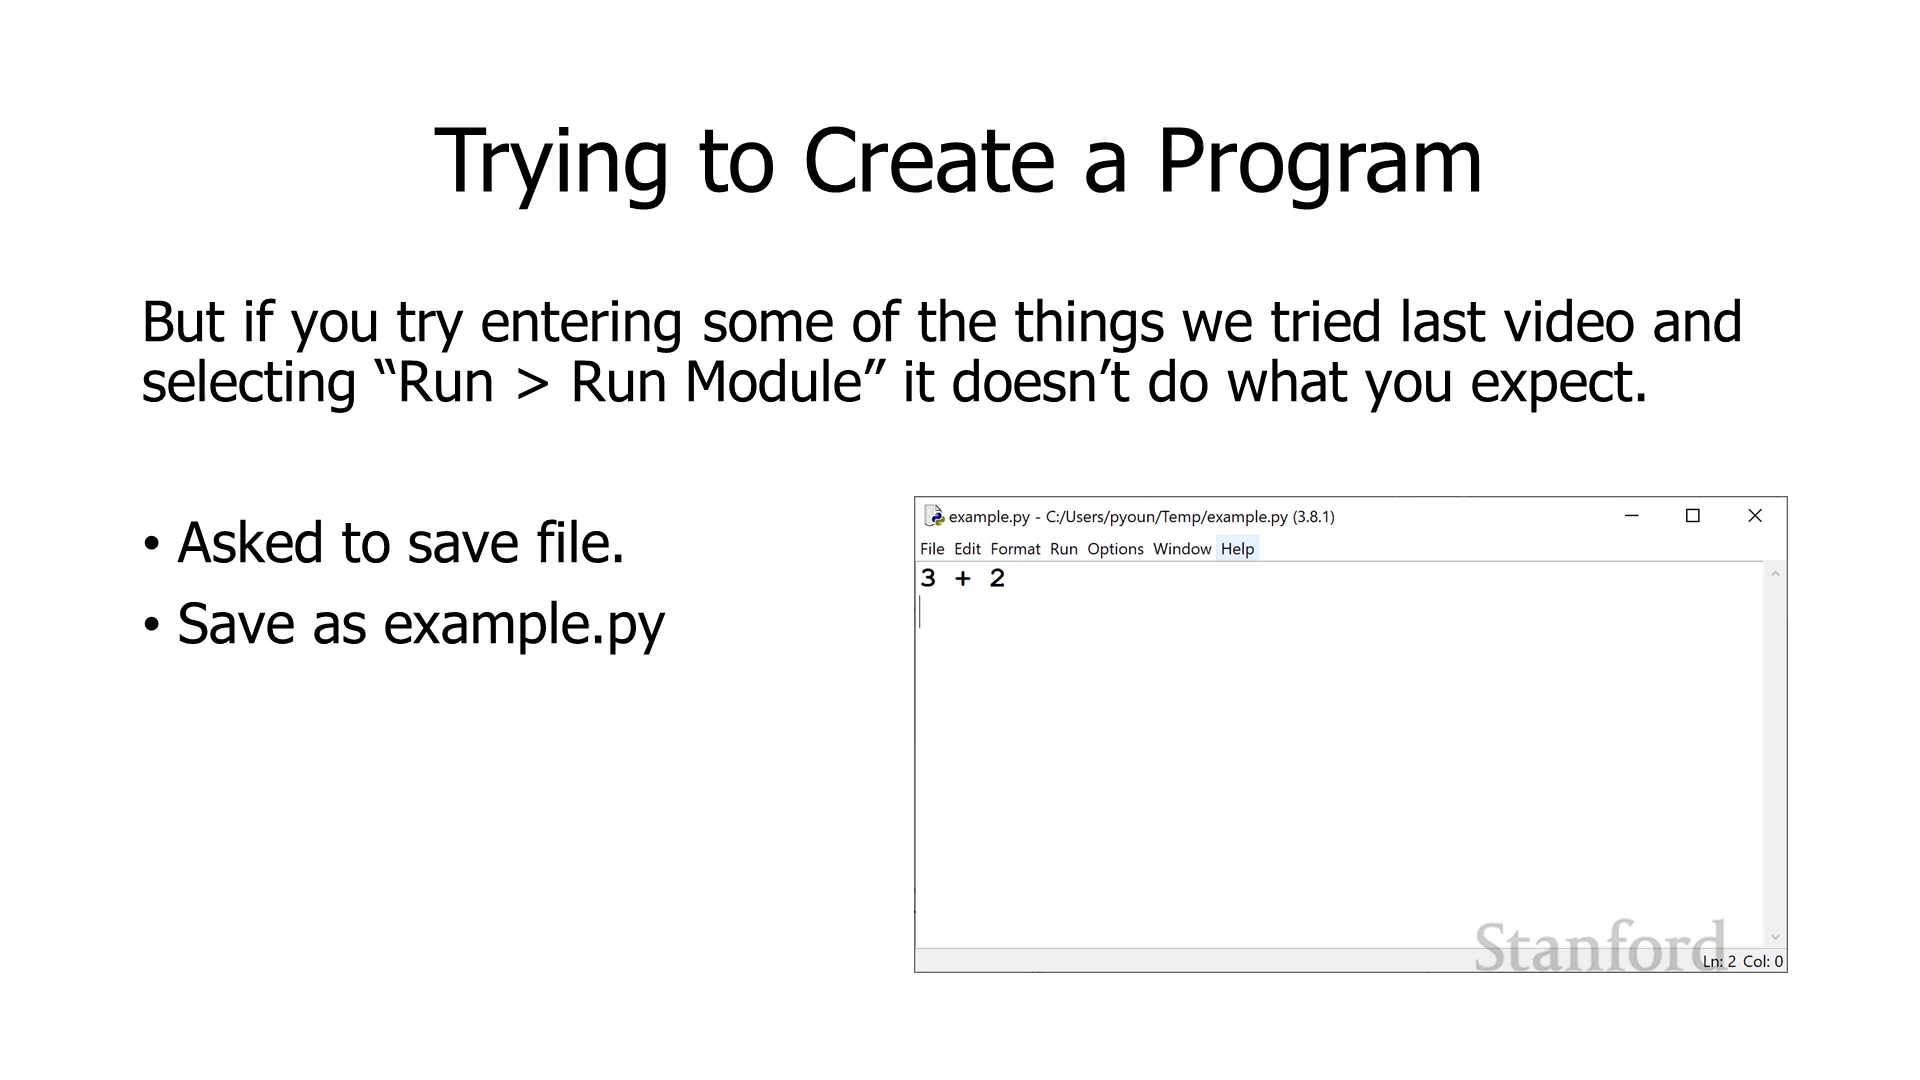 Trying to Create a Program
But if you try entering some of the things we tried last video and
selecting “Run > Run Module” it doesn’t do what you expect.
• Asked to save file.
• Save as example.py
example.py - C:/Users/pyoun/Temp/example.py (3.8.1)
File Edit Format Run Options Window Help
3 + 2
Stanford
Ln: 2 Col: 0